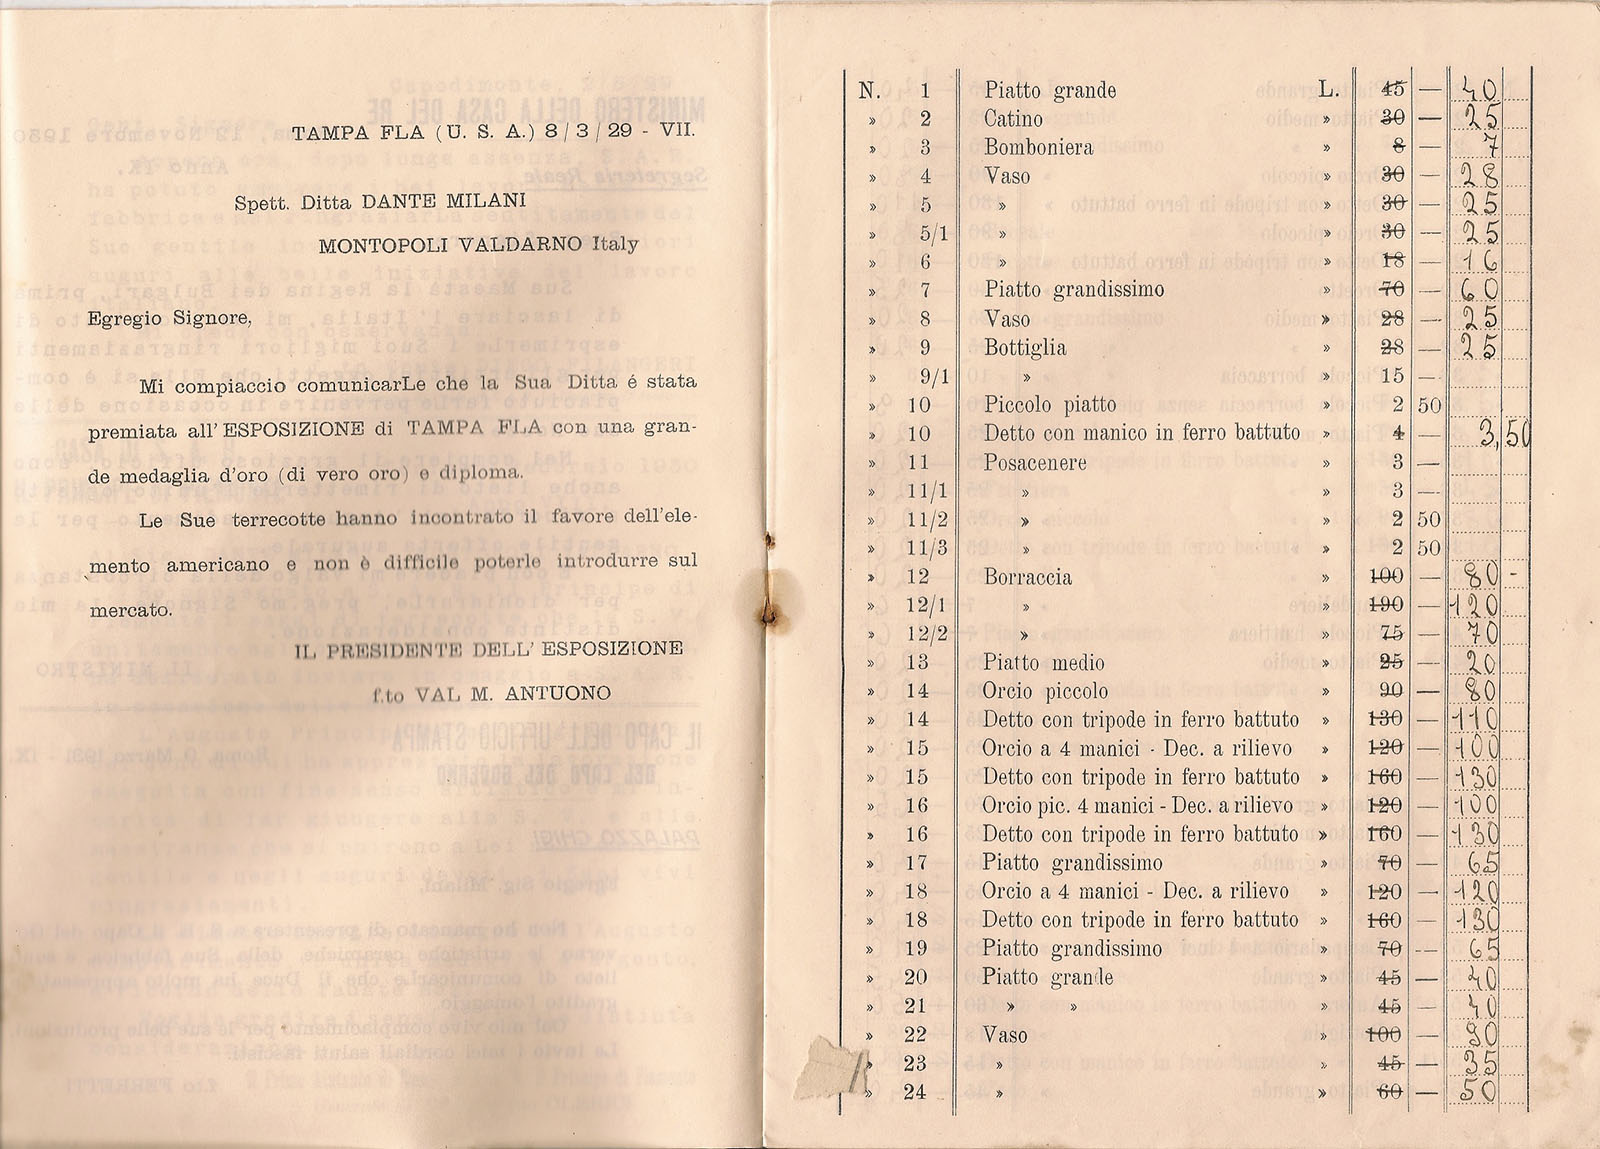 TAMPA FLA (U. S. A.) 8/3/29 - VII.
Spett. Ditta DANTE MILANI
MONTOPOLI VALDARNO Italy
Egregio Signore,
Mi compiaccio comunicarLe che la Sua Ditta é stata
premiata all' ESPOSIZIONE di TAMPA FLA con una gran-
de medaglia d'oro (di vero oro) e diploma.
Le Sue terrecotte hanno incontrato il favore dell'ele-
mento americano e non è difficile poterle introdurre sul
mercato.
IL PRESIDENTE DELL' ESPOSIZIONE
f.to VAL M. ANTUONO
N. 1 Piatto grande L. 45 — 40
» 2 Catino » 30 — 25
» 3 Bomboniera » 8 — 7
» 4 Vaso » 30 — 28
» 5 » » 30 — 25
» 5/1 » » 30 — 25
» 6 » » 18 — 16
» 7 Piatto grandissimo » 70 — 60
» 8 Vaso » 28 — 25
» 9 Bottiglia » 28 — 25
» 9/1 » » 15 —
» 10 Piccolo piatto » 2 50
» 10 Detto con manico in ferro battuto » 4 — 3,50
» 11 Posacenere » 3 —
» 11/1 » » 3 —
» 11/2 » » 2 50
» 11/3 » » 2 50
» 12 Borraccia » 100 — 80 -
» 12/1 » » 190 — 120
» 12/2 » » 75 — 70
» 13 Piatto medio » 25 — 20
» 14 Orcio piccolo » 90 — 80
» 14 Detto con tripode in ferro battuto » 130 — 110
» 15 Orcio a 4 manici - Dec. a rilievo » 120 — 100
» 15 Detto con tripode in ferro battuto » 160 — 130
» 16 Orcio pic. 4 manici - Dec. a rilievo » 120 — 100
» 16 Detto con tripode in ferro battuto » 160 — 130
» 17 Piatto grandissimo » 70 — 65
» 18 Orcio a 4 manici - Dec. a rilievo » 120 — 120
» 18 Detto con tripode in ferro battuto » 160 — 130
» 19 Piatto grandissimo » 70 — 65
» 20 Piatto grande » 45 — 40
» 21 » » » 45 — 40
» 22 Vaso » 100 — 90
» 23 » » 45 — 35
» 24 » » 60 — 50